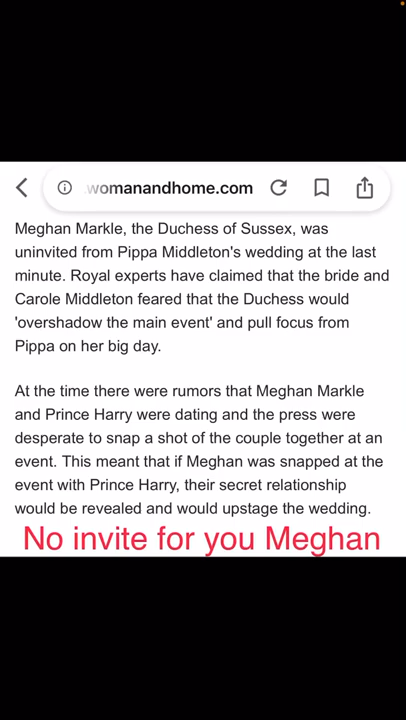 womanandhome.com
Meghan Markle, the Duchess of Sussex, was
uninvited from Pippa Middleton's wedding at the last
minute. Royal experts have claimed that the bride and
Carole Middleton feared that the Duchess would
'overshadow the main event' and pull focus from
Pippa on her big day.
At the time there were rumors that Meghan Markle
and Prince Harry were dating and the press were
desperate to snap a shot of the couple together at an
event. This meant that if Meghan was snapped at the
event with Prince Harry, their secret relationship
would be revealed and would upstage the wedding.
No invite for you Meghan